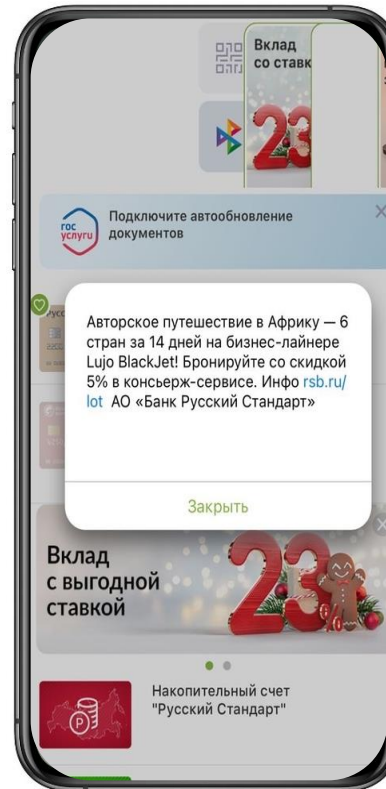 Вклад
со ставк
23
гос
услуги
Подключите автообновление
документов
Авторское путешествие в Африку — 6
стран за 14 дней на бизнес-лайнере
Lujo BlackJet! Бронируйте со скидкой
5% в консьерж-сервисе. Инфо rsb.ru/
lot АО «Банк Русский Стандарт»
Закрыть
Вклад
с выгодной
ставкой
23
Накопительный счет
"Русский Стандарт"